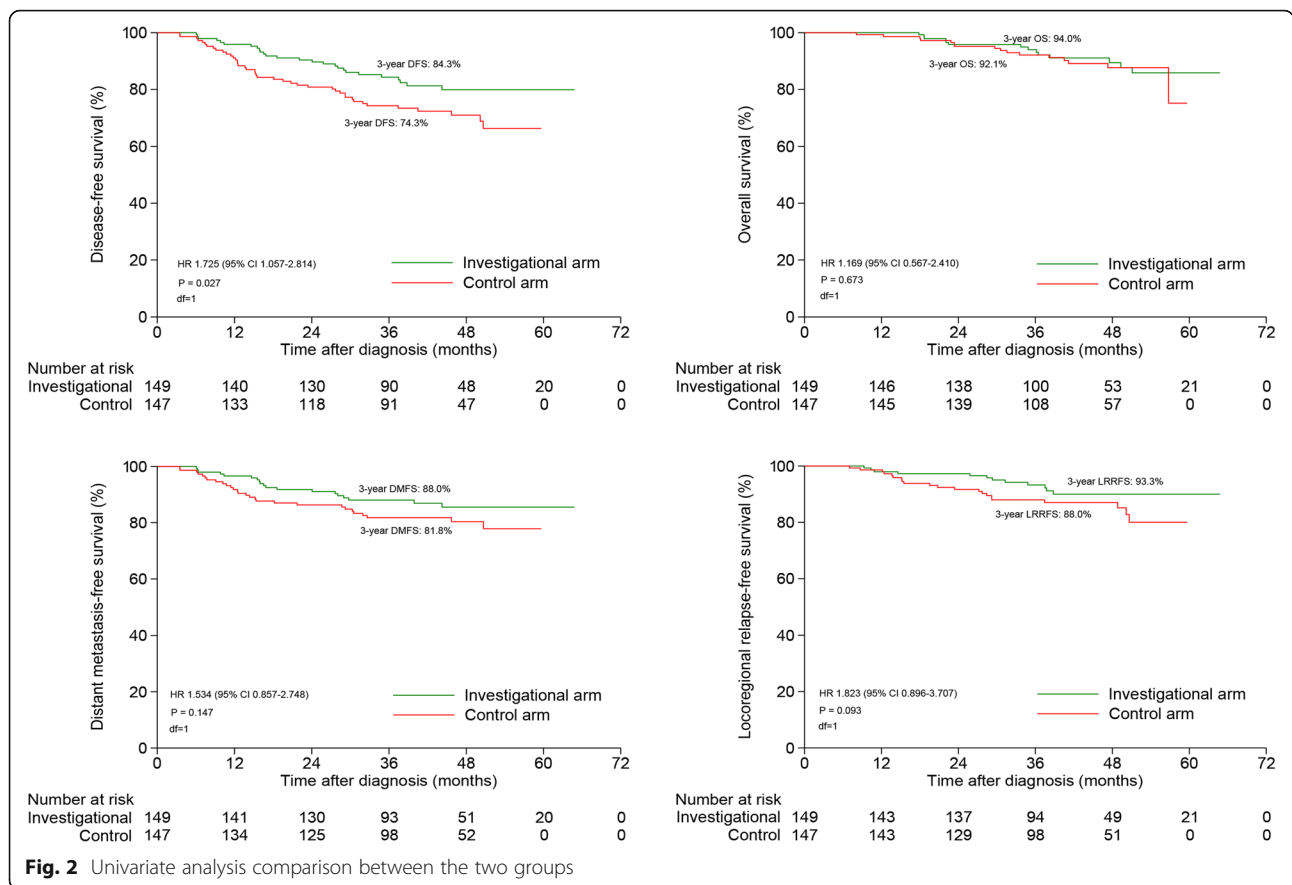 Disease-free survival (%)
100
80
60
40
20
0
3-year DFS: 84.3%
3-year DFS: 74.3%
HR 1.725 (95% CI 1.057-2.814)
P = 0.027
df=1
Investigational arm
Control arm
0 12 24 36 48 60 72
Time after diagnosis (months)
Number at risk
Investigational 149 140 130 90 48 20 0
Control 147 133 118 91 47 0 0
Overall survival (%)
100
80
60
40
20
0
3-year OS: 94.0%
3-year OS: 92.1%
HR 1.169 (95% CI 0.567-2.410)
P = 0.673
df=1
Investigational arm
Control arm
0 12 24 36 48 60 72
Time after diagnosis (months)
Number at risk
Investigational 149 146 138 100 53 21 0
Control 147 145 139 108 57 0 0
Distant metastasis-free survival (%)
100
80
60
40
20
0
3-year DMFS: 88.0%
3-year DMFS: 81.8%
HR 1.534 (95% CI 0.857-2.748)
P = 0.147
df=1
Investigational arm
Control arm
0 12 24 36 48 60 72
Time after diagnosis (months)
Number at risk
Investigational 149 141 130 93 51 20 0
Control 147 134 125 98 52 0 0
Locoregional relapse-free survival (%)
100
80
60
40
20
0
3-year LRRFS: 93.3%
3-year LRRFS: 88.0%
HR 1.823 (95% CI 0.896-3.707)
P = 0.093
df=1
Investigational arm
Control arm
0 12 24 36 48 60 72
Time after diagnosis (months)
Number at risk
Investigational 149 143 137 94 49 21 0
Control 147 143 129 98 51 0 0
Fig. 2 Univariate analysis comparison between the two groups